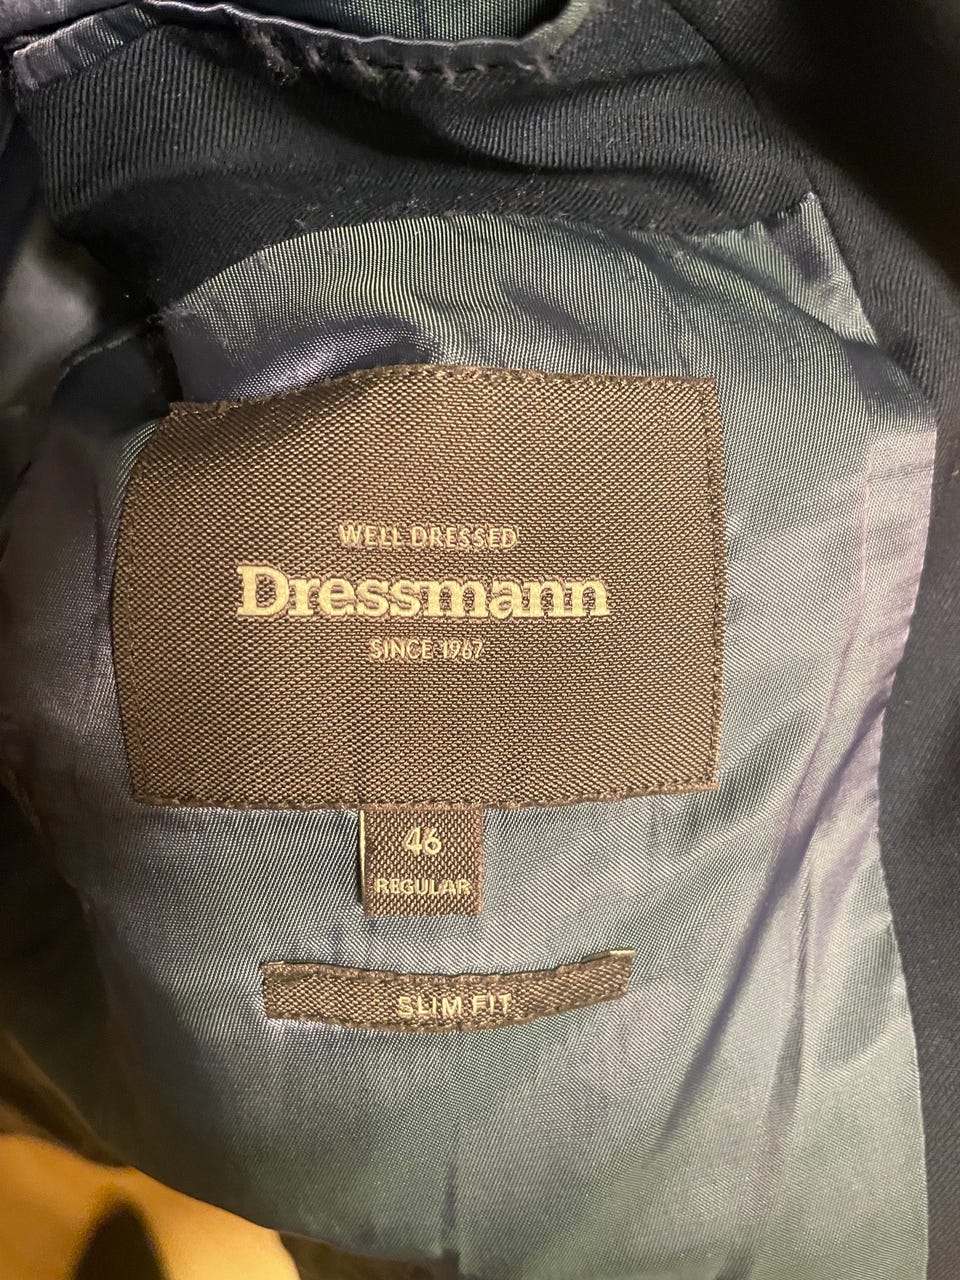 WELL DRESSED
Dressmann
SINCE 1967
46
REGULAR
SLIM FIT